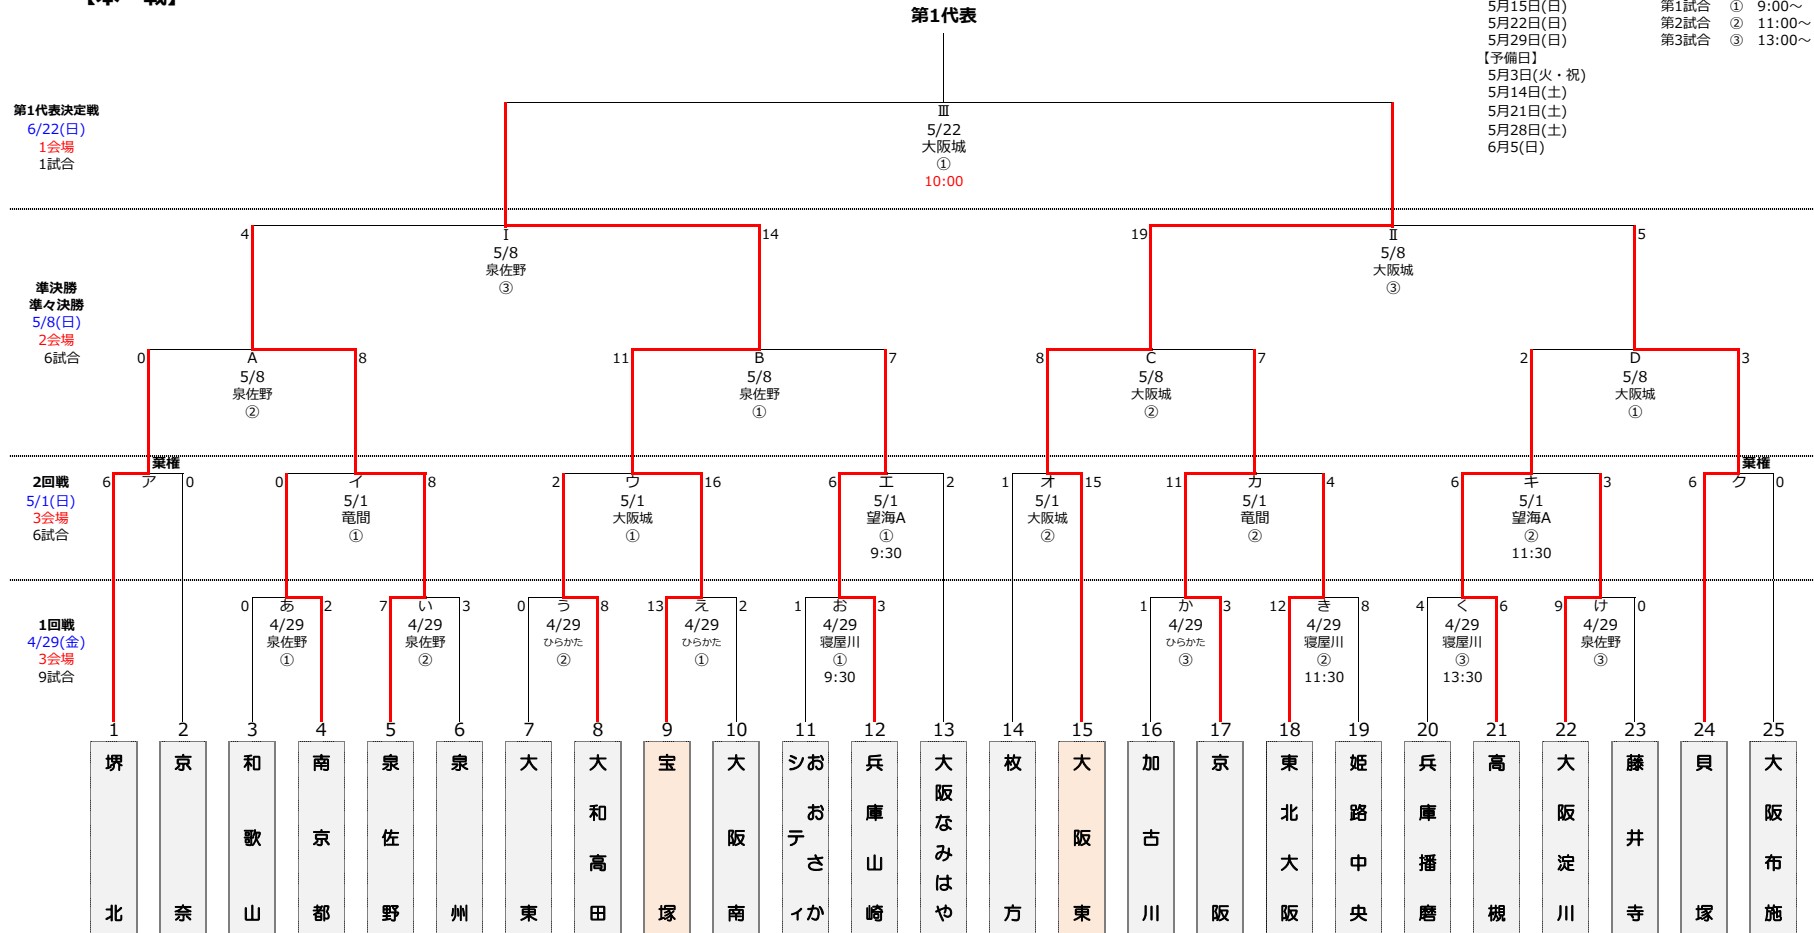 【本　戦】
第1代表
5月15日(日)　第1試合　①　9:00～
5月22日(日)　第2試合　②　11:00～
5月29日(日)　第3試合　③　13:00～
【予備日】
5月3日(火・祝)
5月14日(土)
5月21日(土)
5月28日(土)
6月5(日)
第1代表決定戦
6/22(日)
1会場
1試合
Ⅲ
5/22
大阪城
①
10:00
準決勝
準々決勝
5/8(日)
2会場
6試合
4　Ⅰ　14
5/8
泉佐野
③
19　Ⅱ　5
5/8
大阪城
③
0　A　8
5/8
泉佐野
②
11　B　7
5/8
泉佐野
①
8　C　7
5/8
大阪城
②
2　D　3
5/8
大阪城
①
2回戦
5/1(日)
3会場
6試合
棄権
6　ア　0
0　イ　8
5/1
竜間
①
2　ウ　16
5/1
大阪城
①
6　エ　2
5/1
望海A
①
9:30
1　オ　15
5/1
大阪城
②
11　カ　4
5/1
竜間
②
6　キ　3
5/1
望海A
②
11:30
棄権
6　ク　0
1回戦
4/29(金)
3会場
9試合
0　あ　2
4/29
泉佐野
①
7　い　3
4/29
泉佐野
②
0　う　8
4/29
ひらかた
②
13　え　2
4/29
ひらかた
①
1　お　3
4/29
寝屋川
①
9:30
1　か　3
4/29
ひらかた
③
12　き　8
4/29
寝屋川
②
11:30
4　く　6
4/29
寝屋川
③
13:30
9　け　0
4/29
泉佐野
③
1　堺北
2　京奈
3　和歌山
4　南京都
5　泉佐野
6　泉州
7　大東
8　大和高田
9　宝塚
10　大阪南
11　おおさかシティ
12　兵庫山崎
13　大阪なみはや
14　枚方
15　大阪東
16　加古川
17　京阪
18　東北大阪
19　姫路中央
20　兵庫播磨
21　高槻
22　大阪淀川
23　藤井寺
24　貝塚
25　大阪布施